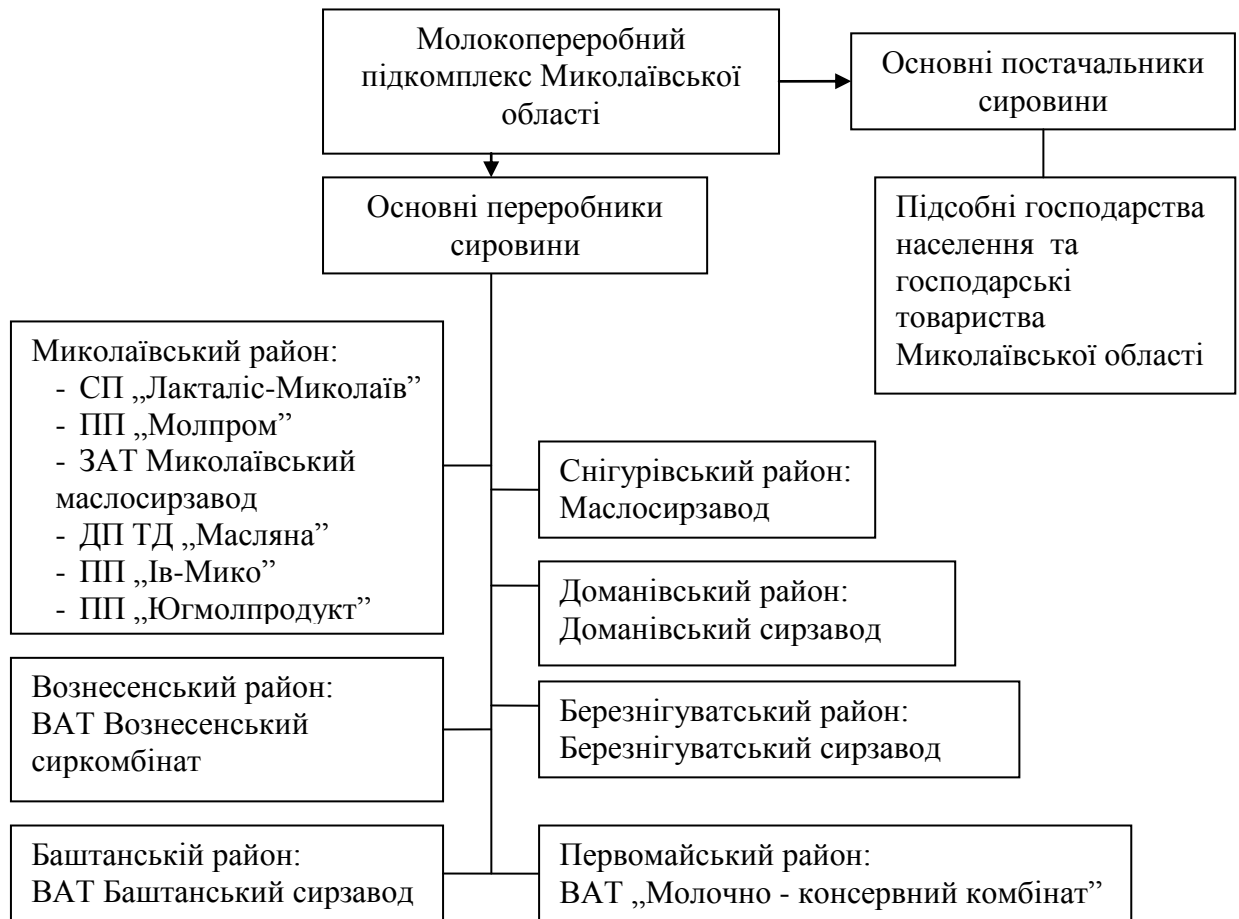 Молокопереробний
підкомплекс Миколаївської
області
Основні постачальники
сировини
Основні переробники
сировини
Підсобні господарства
населення та
господарські
товариства
Миколаївської області
Миколаївський район:
- СП „Лакталіс-Миколаїв”
- ПП „Молпром”
- ЗАТ Миколаївський
маслосирзавод
- ДП ТД „Масляна”
- ПП „Ів-Мико”
- ПП „Югмолпродукт”
Снігурівський район:
Маслосирзавод
Доманівський район:
Доманівський сирзавод
Вознесенський район:
ВАТ Вознесенський
сиркомбінат
Березнігуватський район:
Березнігуватський сирзавод
Баштанській район:
ВАТ Баштанський сирзавод
Первомайський район:
ВАТ „Молочно - консервний комбінат”